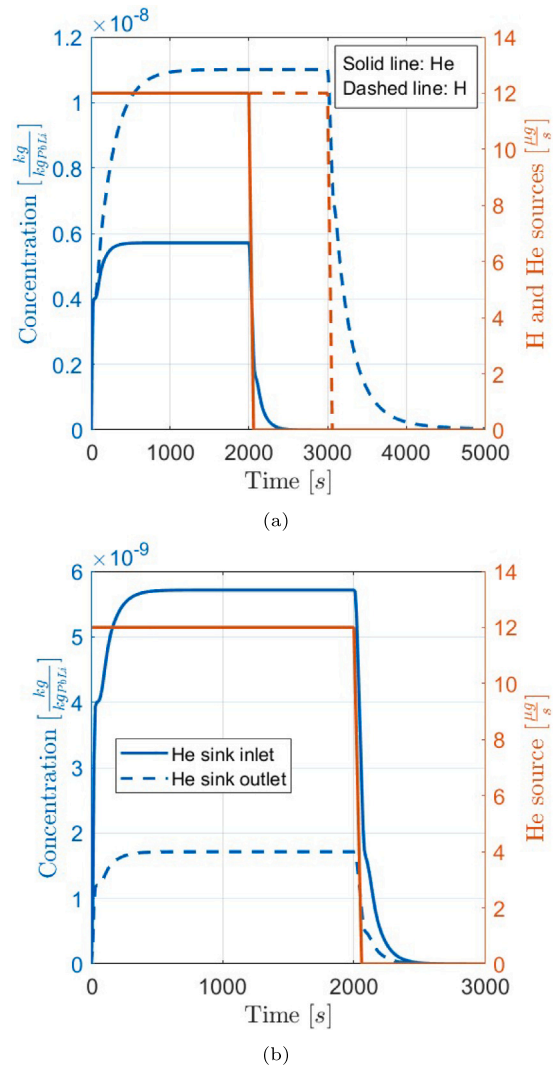 ×10⁻⁸
1.2
1
0.8
0.6
0.4
0.2
0
Concentration [kg/kgPbLi]
Solid line: He
Dashed line: H
14
12
10
8
6
4
2
0
H and He sources [μg/s]
0 1000 2000 3000 4000 5000
Time [s]
(a)
×10⁻⁹
6
5
4
3
2
1
0
Concentration [kg/kgPbLi]
He sink inlet
He sink outlet
14
12
10
8
6
4
2
0
He source [μg/s]
0 1000 2000 3000
Time [s]
(b)